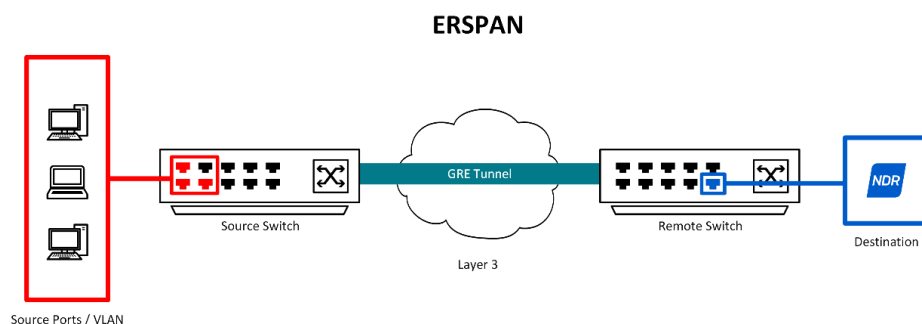 ERSPAN
GRE Tunnel
NDR
Source Switch
Remote Switch
Destination
Layer 3
Source Ports / VLAN